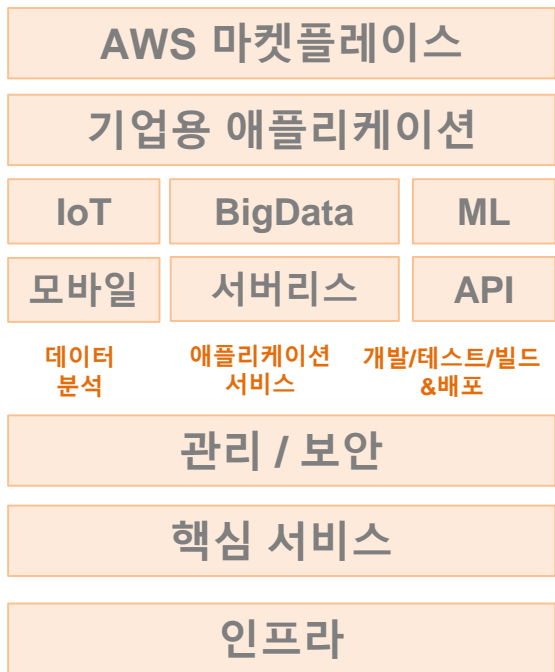 AWS 마켓플레이스
기업용 애플리케이션
IoT BigData ML
모바일 서버리스 API
데이터 애플리케이션 개발/테스트/빌드
분석 서비스 &배포
관리 / 보안
핵심 서비스
인프라